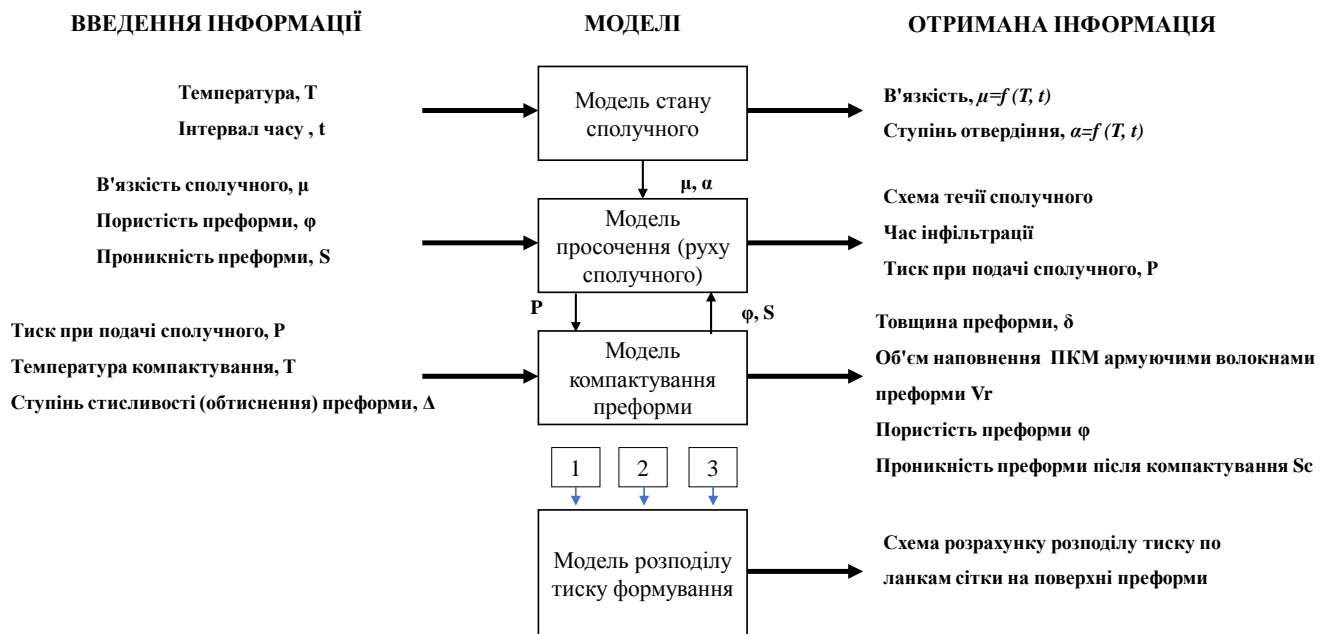 ВВЕДЕННЯ ІНФОРМАЦІЇ
МОДЕЛІ
ОТРИМАНА ІНФОРМАЦІЯ
Температура, T
Інтервал часу , t
Модель стану
сполучного
В'язкість, μ=f (T, t)
Ступінь отвердіння, α=f (T, t)
μ, α
В'язкість сполучного, μ
Пористість преформи, φ
Проникність преформи, S
Модель
просочення (руху
сполучного)
Схема течії сполучного
Час інфільтрації
Тиск при подачі сполучного, P
P
φ, S
Тиск при подачі сполучного, P
Температура компактування, T
Ступінь стисливості (обтиснення) преформи, Δ
Модель
компактування
преформи
Товщина преформи, δ
Об'єм наповнення ПКМ армуючими волокнами
преформи Vr
Пористість преформи φ
Проникність преформи після компактування Sc
1
2
3
Модель розподілу
тиску формування
Схема розрахунку розподілу тиску по
ланкам сітки на поверхні преформи